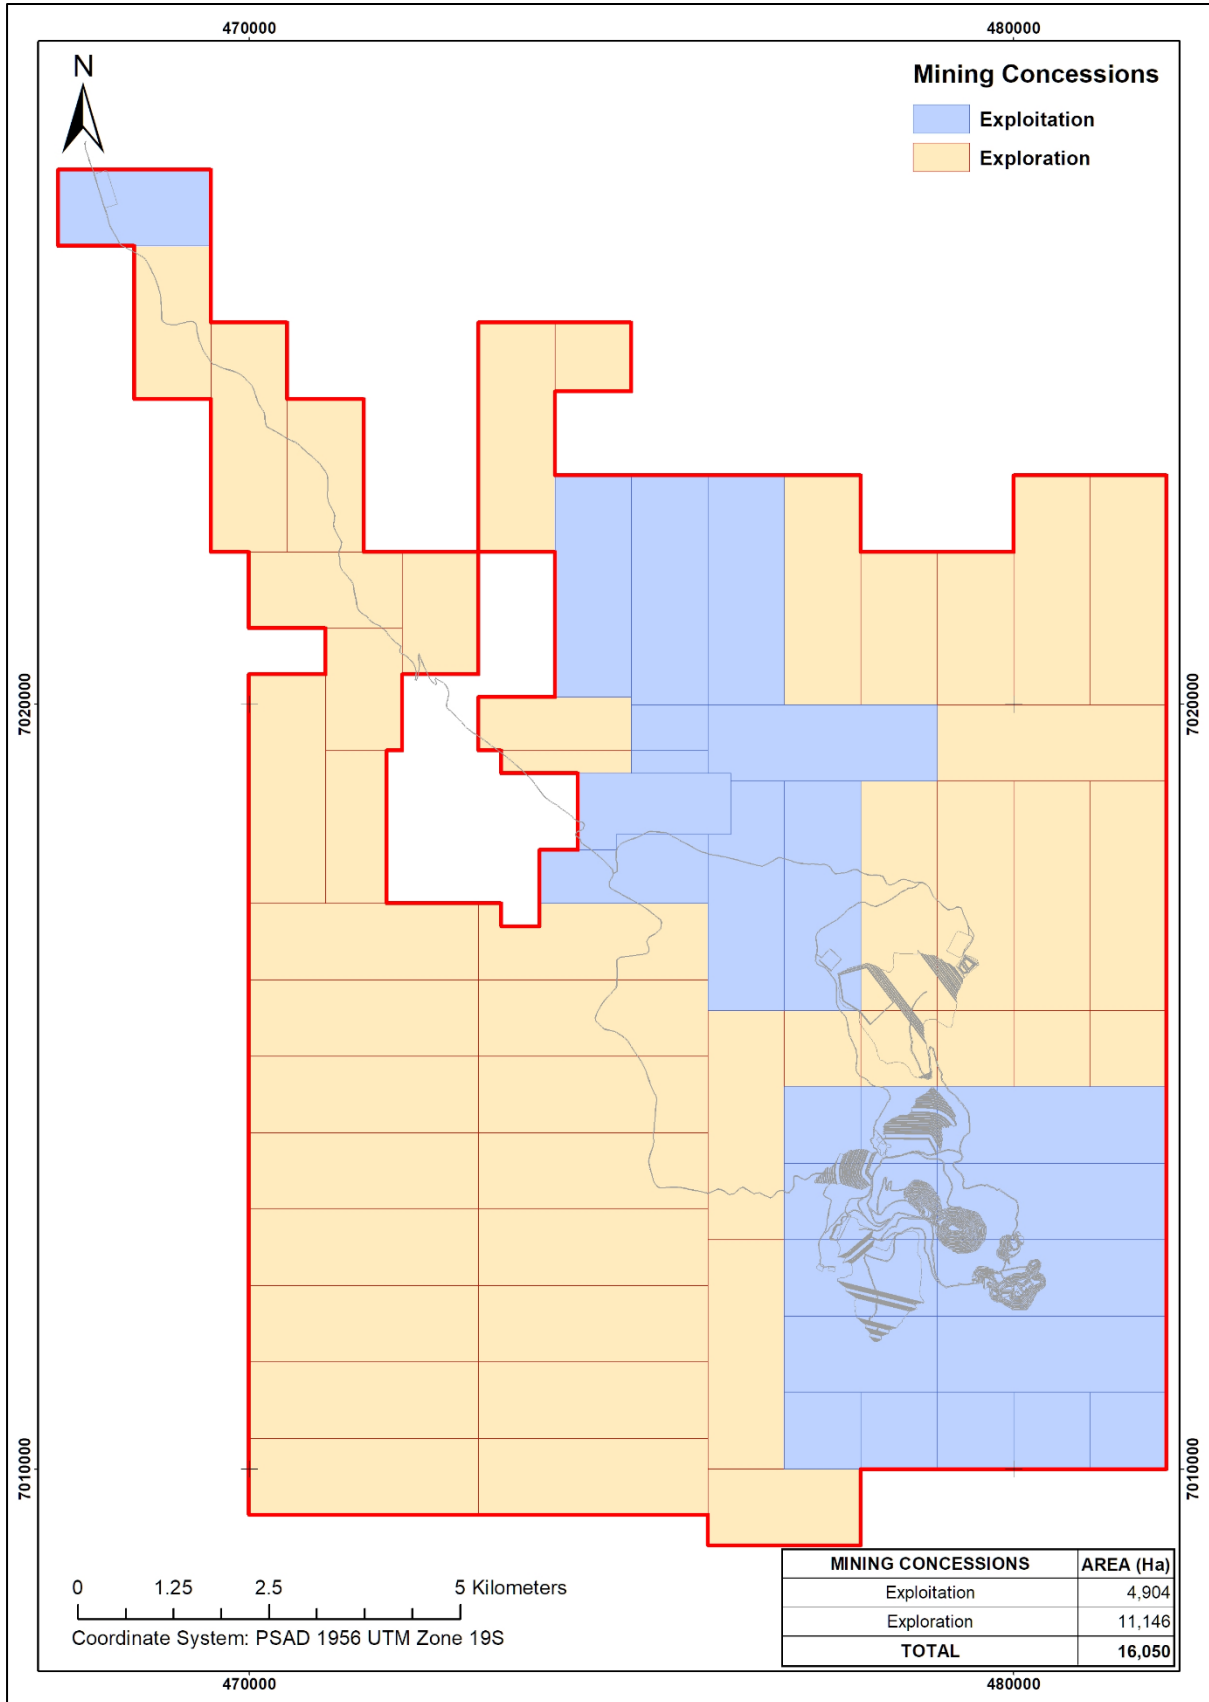 470000 480000
N
Mining Concessions
Exploitation
Exploration
7020000 7020000
7010000 7010000
MINING CONCESSIONS AREA (Ha)
Exploitation 4,904
Exploration 11,146
TOTAL 16,050
0 1.25 2.5 5 Kilometers
Coordinate System: PSAD 1956 UTM Zone 19S
470000 480000